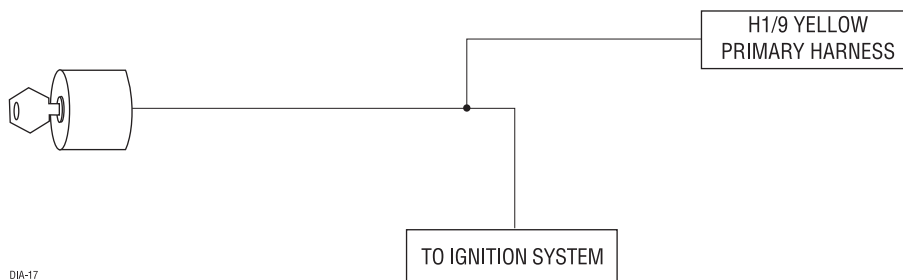 H1/9 YELLOW
PRIMARY HARNESS
TO IGNITION SYSTEM
DIA-17